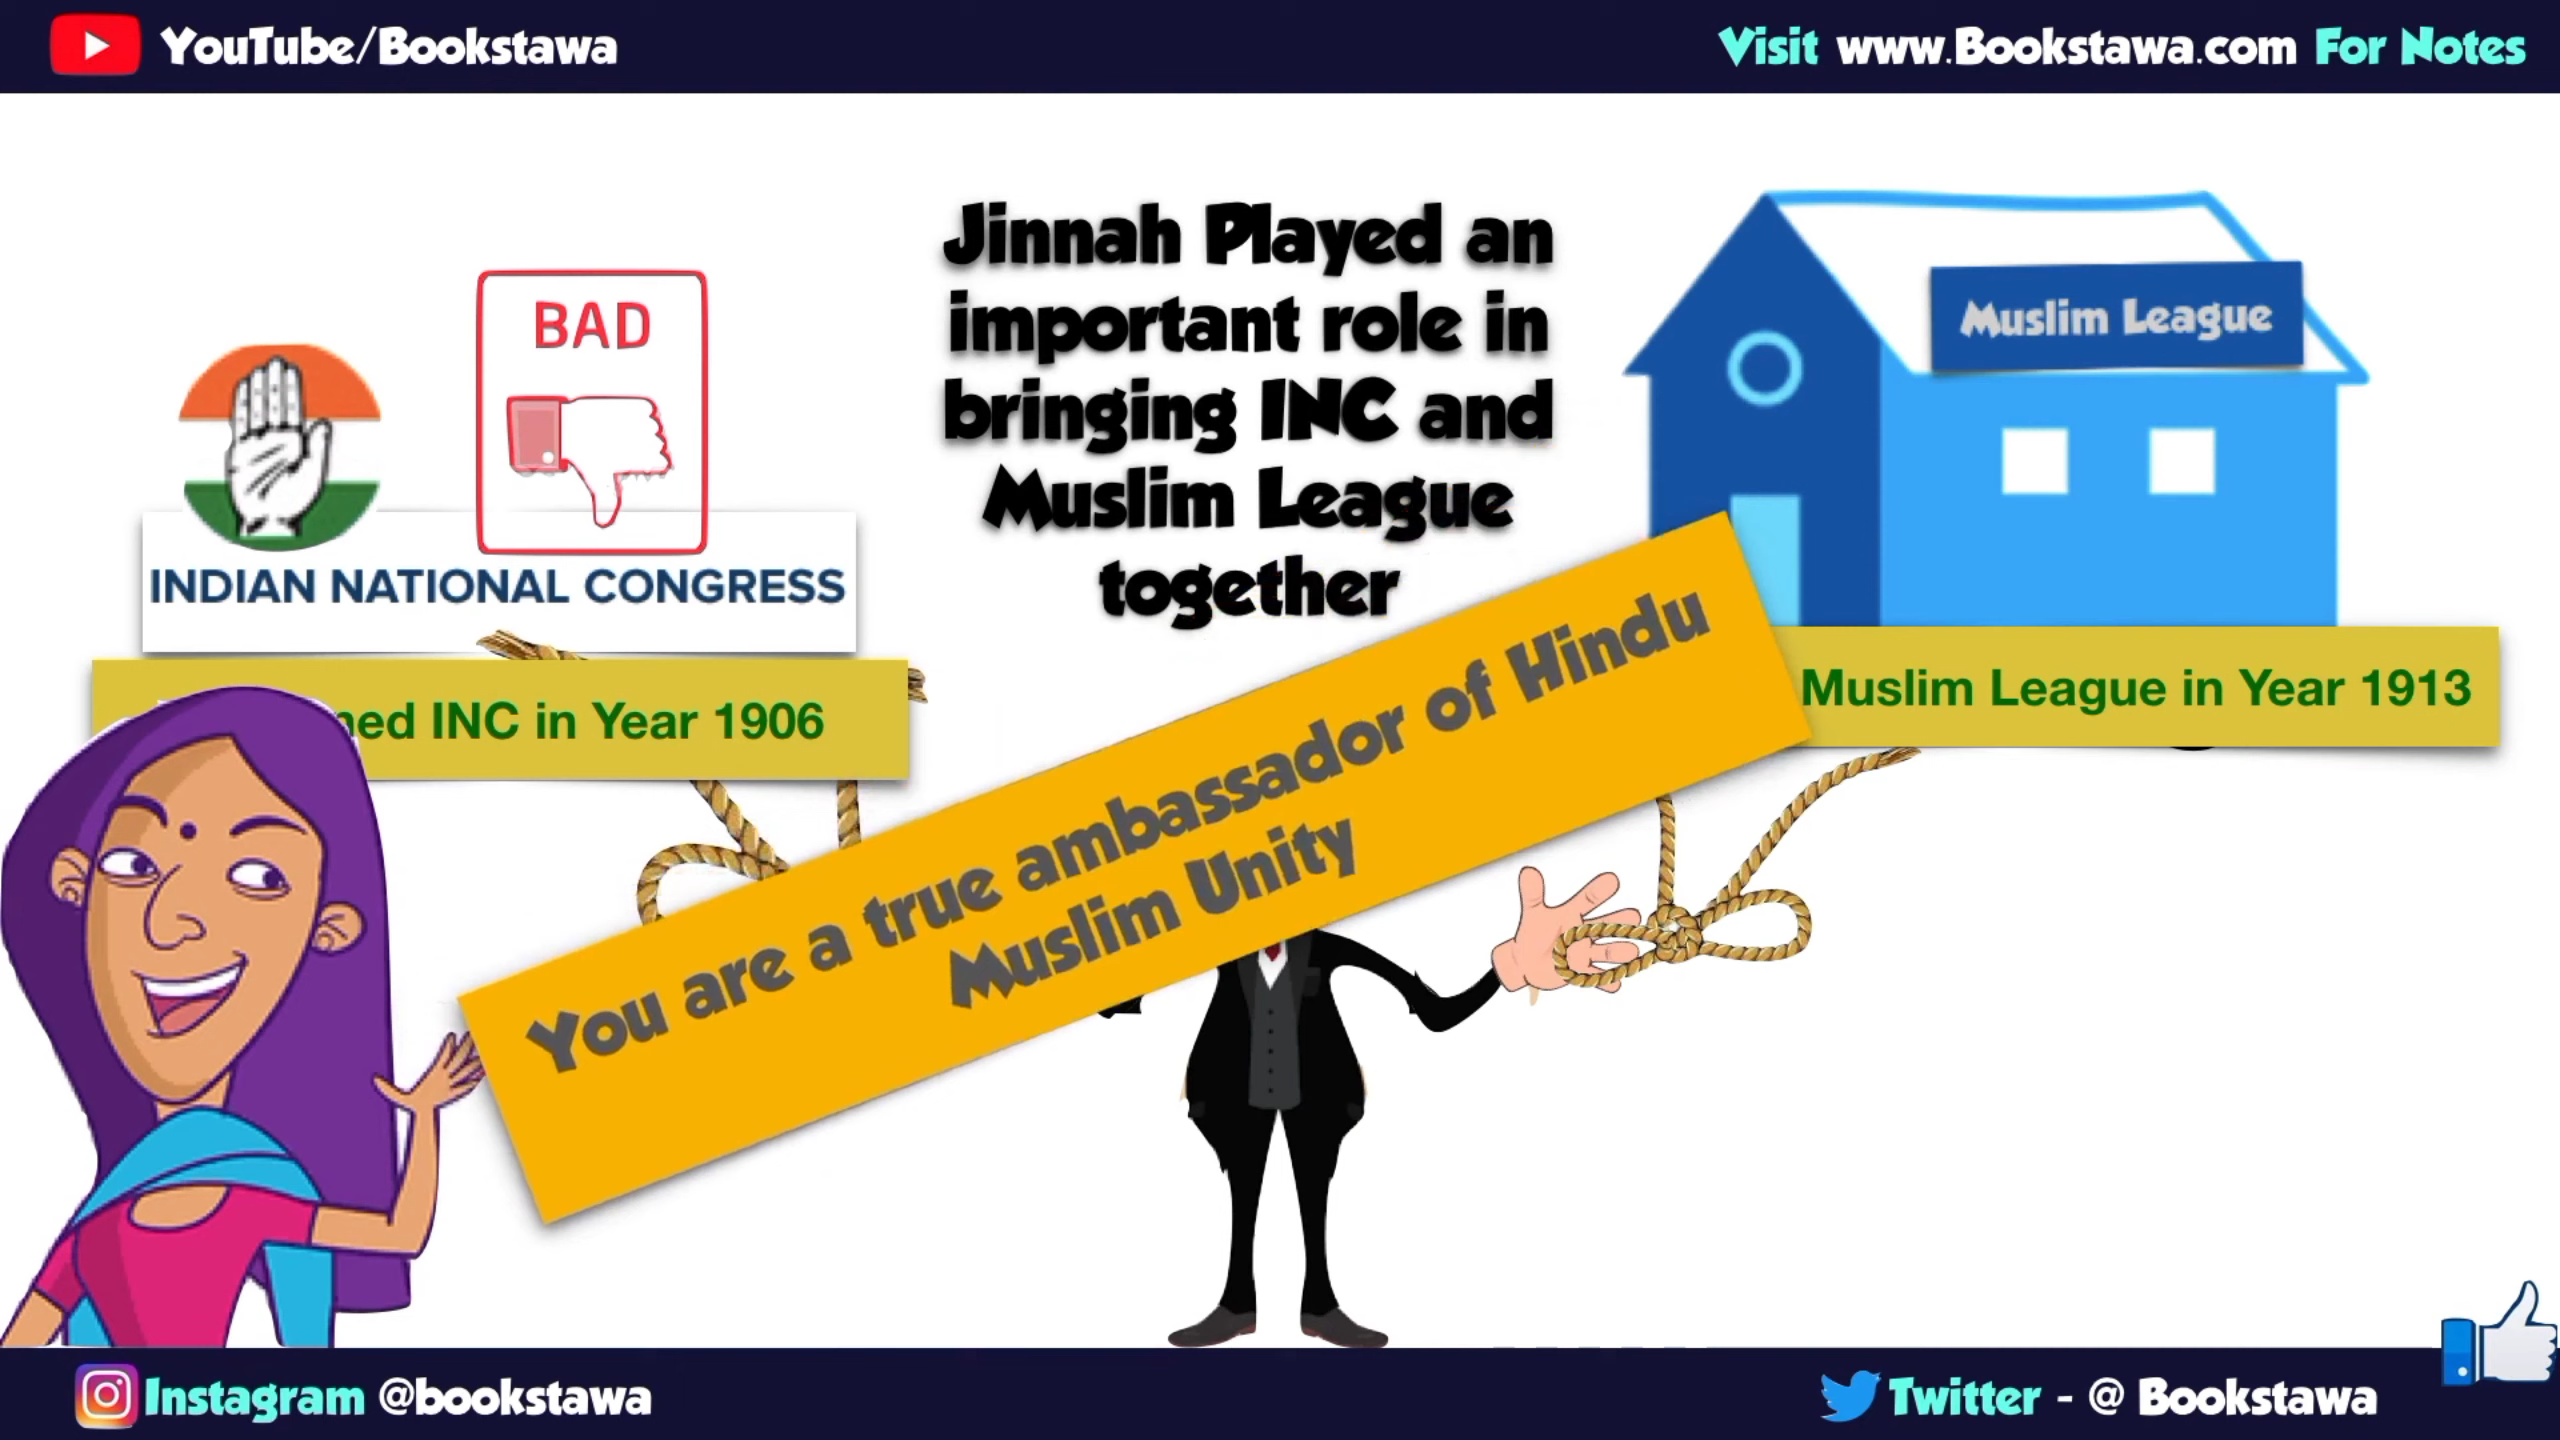 YouTube/Bookstawa
Visit www.Bookstawa.com For Notes
BAD
INDIAN NATIONAL CONGRESS
INC in Year 1906
Jinnah Played an
important role in
bringing INC and
Muslim League
together
Muslim League
Muslim League in Year 1913
You are a true ambassador of Hindu
Muslim Unity
Instagram @bookstawa
Twitter - @ Bookstawa